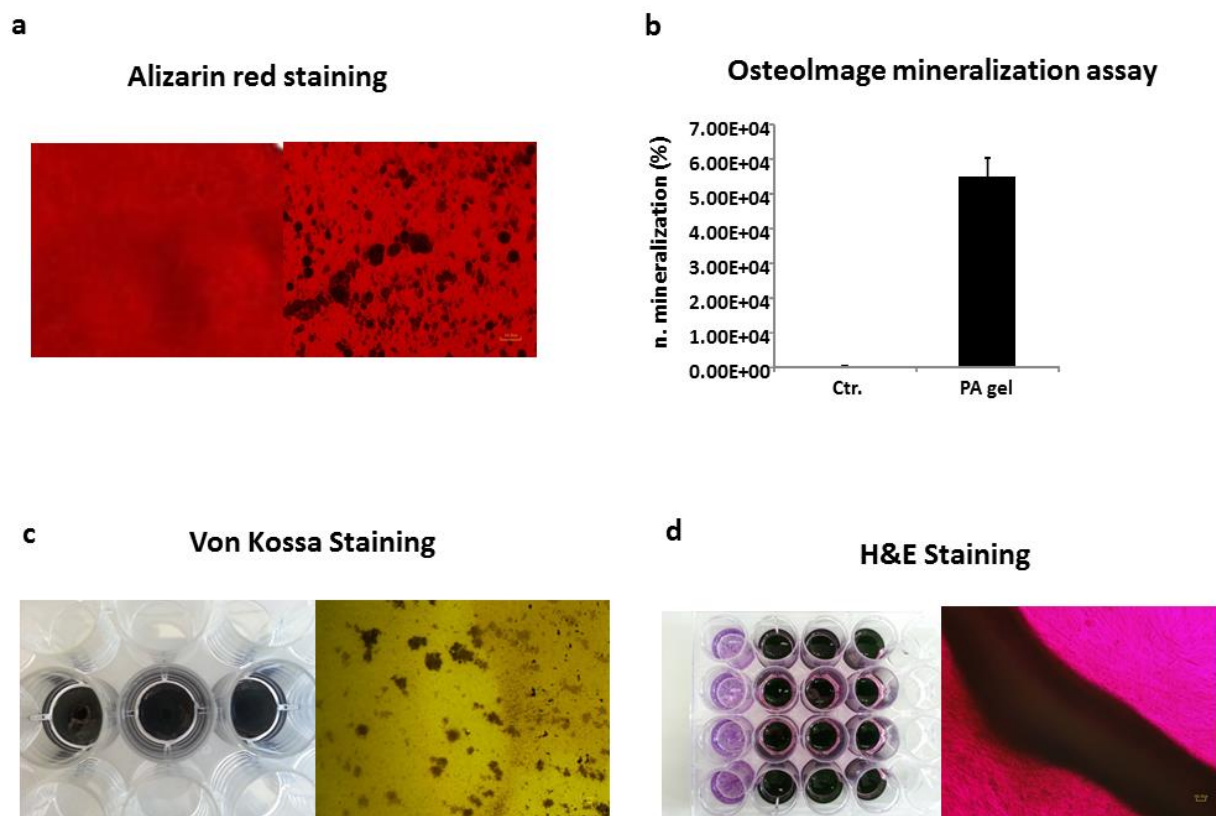 a
Alizarin red staining
b
OsteoImage mineralization assay
n. mineralization (%)
7.00E+04
6.00E+04
5.00E+04
4.00E+04
3.00E+04
2.00E+04
1.00E+04
0.00E+00
Ctr.
PA gel
c
Von Kossa Staining
d
H&E Staining